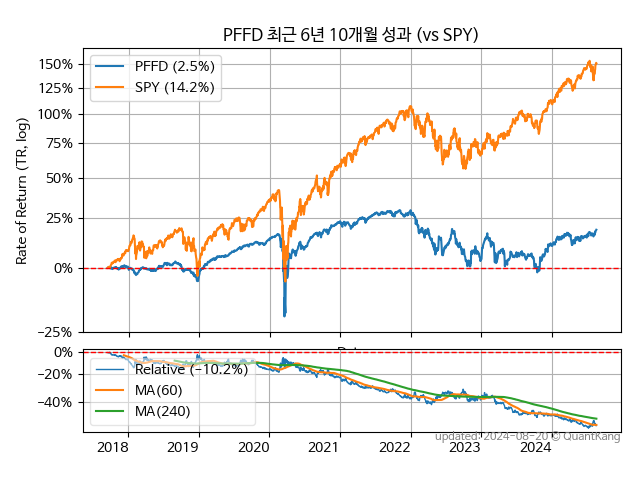 PFFD 최근 6년 10개월 성과 (vs SPY)
Rate of Return (TR, log)
150%
125%
100%
75%
50%
25%
0%
−25%
PFFD (2.5%)
SPY (14.2%)
0%
−20%
−40%
Relative (−10.2%)
MA(60)
MA(240)
2018 2019 2020 2021 2022 2023 2024
updated: 2024-08-20 © QuantKang